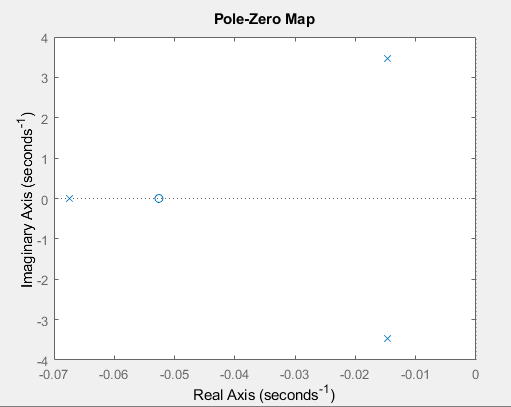 Pole-Zero Map
4
3
2
1
0
-1
-2
-3
-4
Imaginary Axis (seconds⁻¹)
-0.07 -0.06 -0.05 -0.04 -0.03 -0.02 -0.01 0
Real Axis (seconds⁻¹)